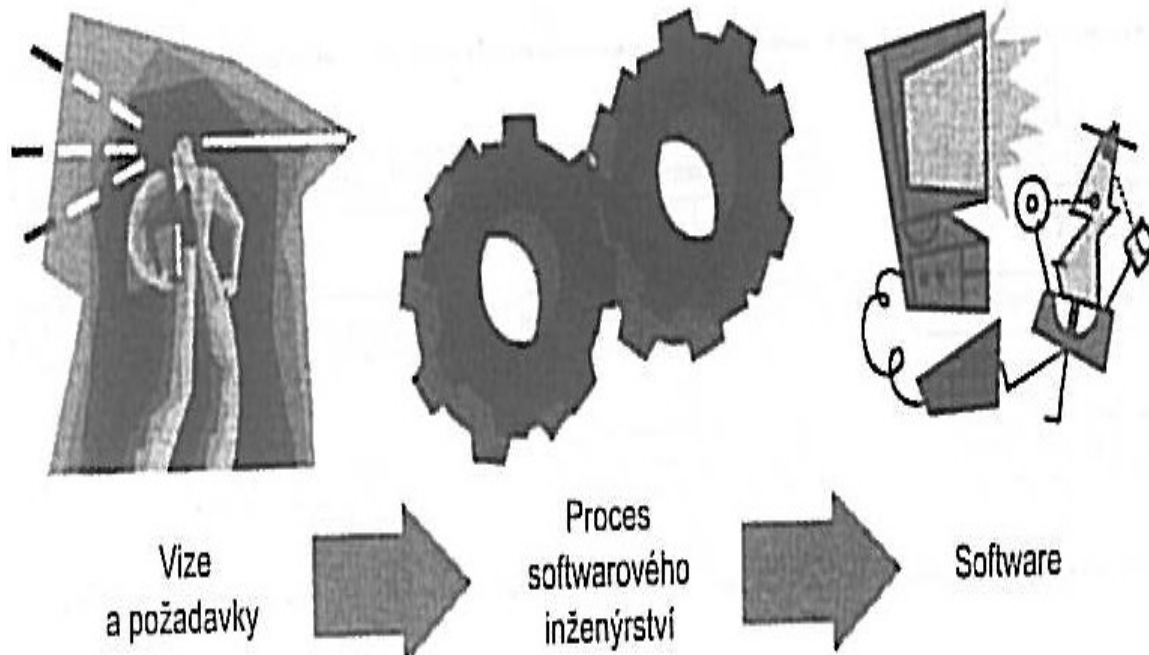 Vize
a požadavky
Proces
softwarového
inženýrství
Software